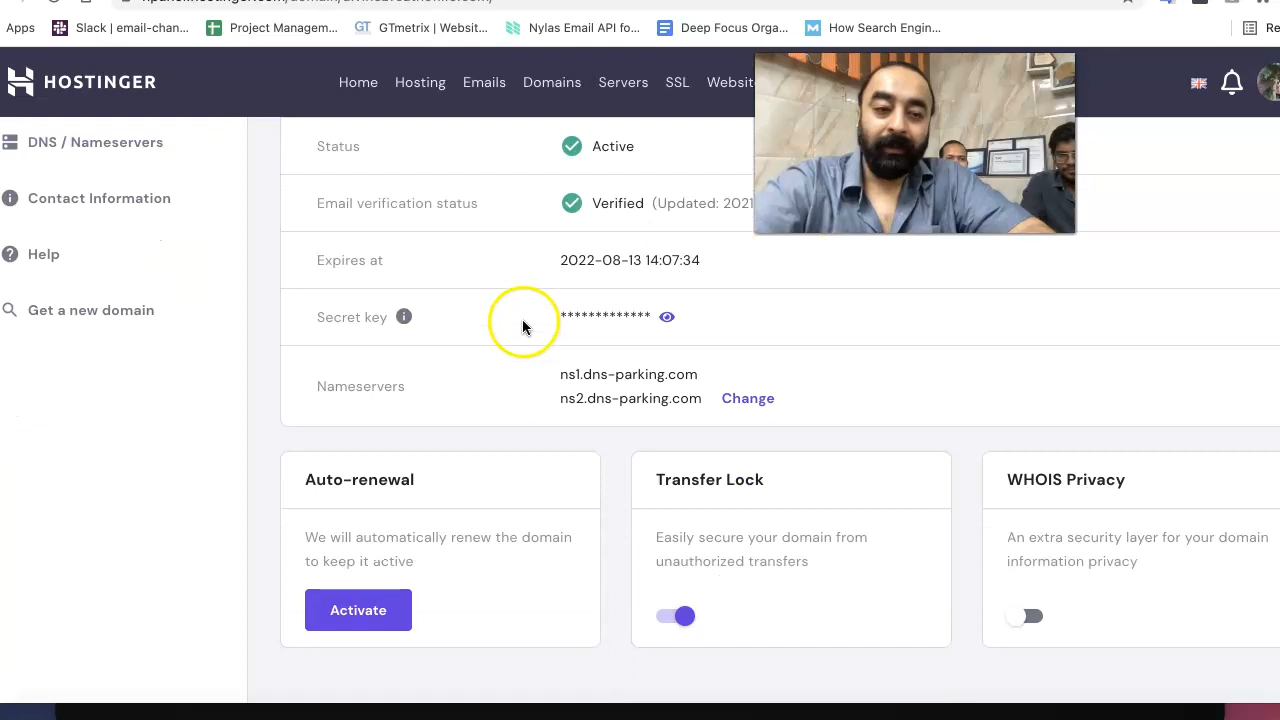 Apps
Slack | email-chan...
Project Managem...
GTmetrix | Websit...
Nylas Email API fo...
Deep Focus Orga...
How Search Engin...
HOSTINGER
Home
Hosting
Emails
Domains
Servers
SSL
DNS / Nameservers
Contact Information
Help
Get a new domain
Status
Active
Email verification status
Verified (Updated: 2021
Expires at
2022-08-13 14:07:34
Secret key
*************
Nameservers
ns1.dns-parking.com
ns2.dns-parking.com Change
Auto-renewal
We will automatically renew the domain
to keep it active
Activate
Transfer Lock
Easily secure your domain from
unauthorized transfers
WHOIS Privacy
An extra security layer for your domain
information privacy